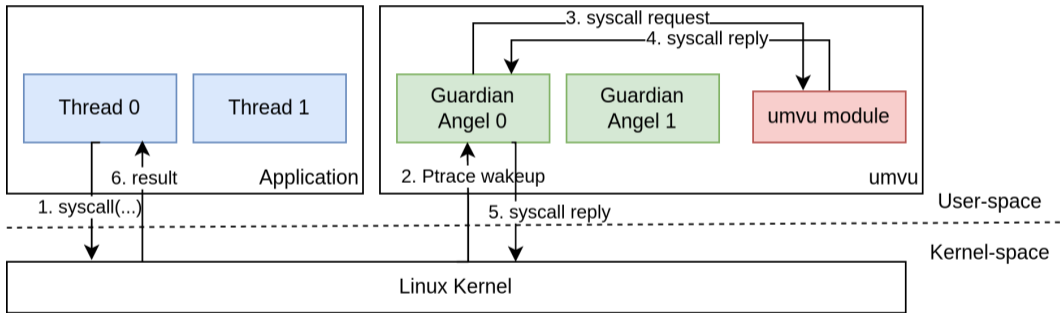 3. syscall request
4. syscall reply
Thread 0
Thread 1
Guardian
Angel 0
Guardian
Angel 1
umvu module
6. result
Application
2. Ptrace wakeup
umvu
1. syscall(...)
5. syscall reply
User-space
Kernel-space
Linux Kernel